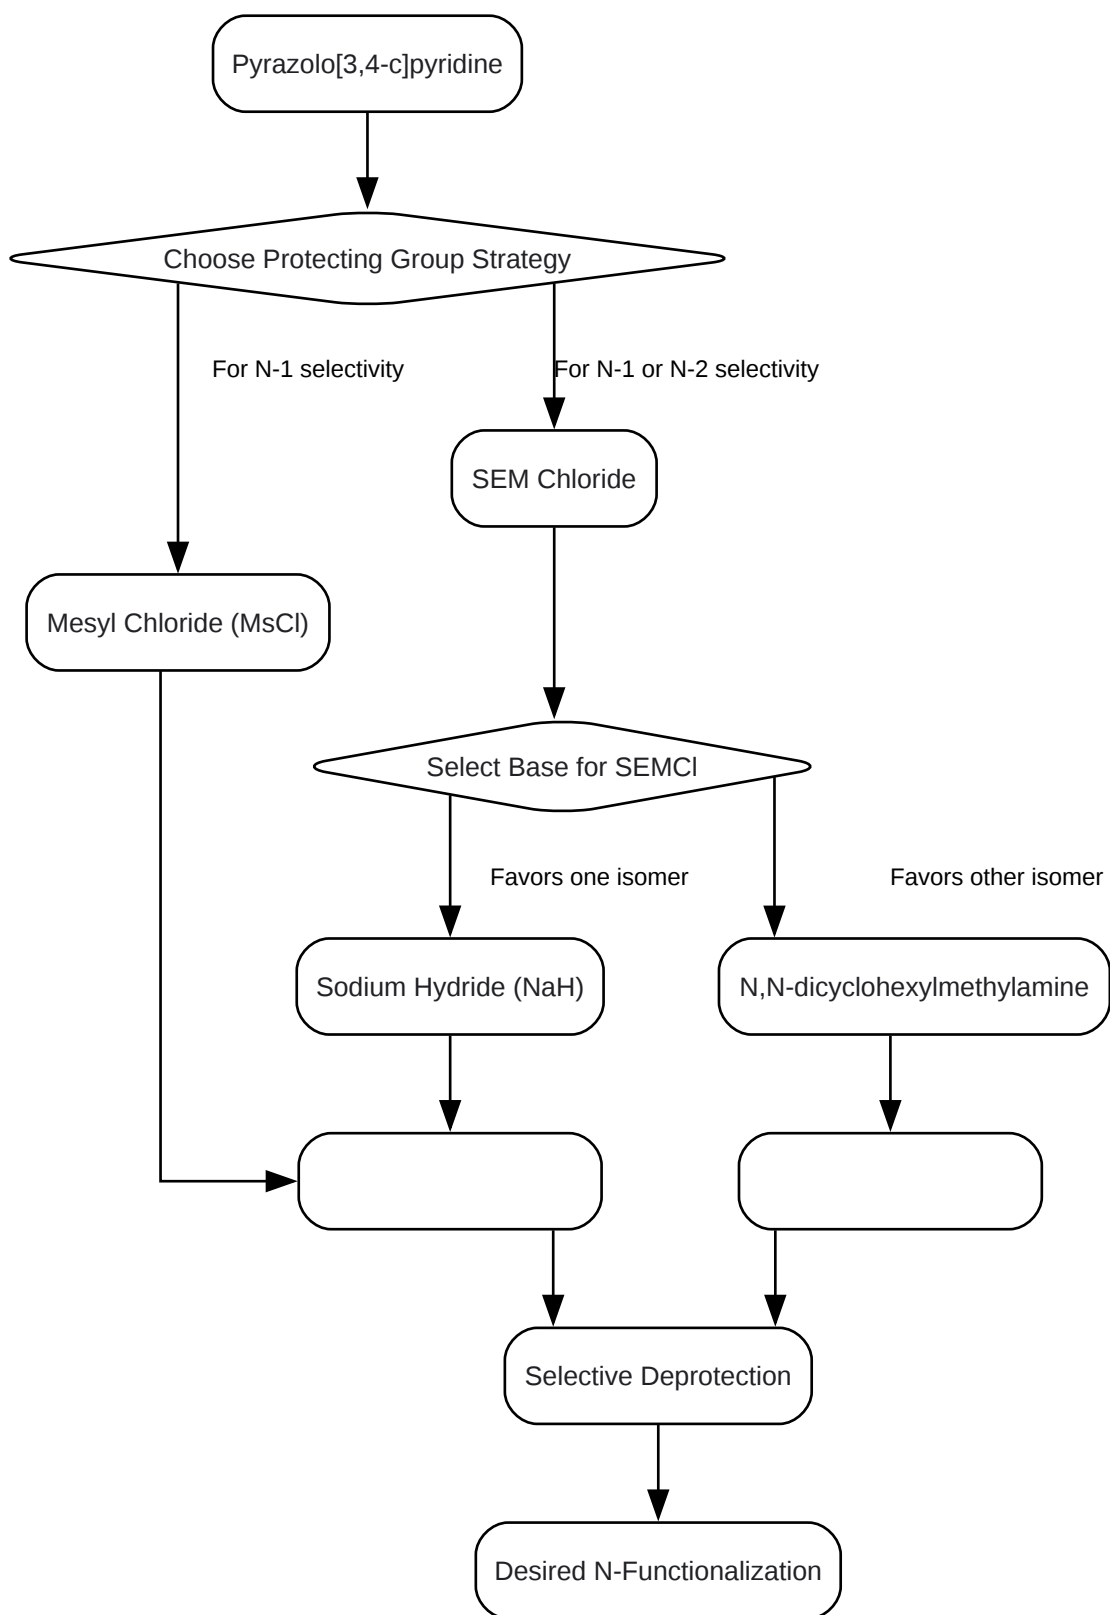 Pyrazolo[3,4-c]pyridine
Choose Protecting Group Strategy
For N-1 selectivity
For N-1 or N-2 selectivity
SEM Chloride
Mesyl Chloride (MsCl)
Select Base for SEMCl
Favors one isomer
Favors other isomer
Sodium Hydride (NaH)
N,N-dicyclohexylmethylamine
Selective Deprotection
Desired N-Functionalization